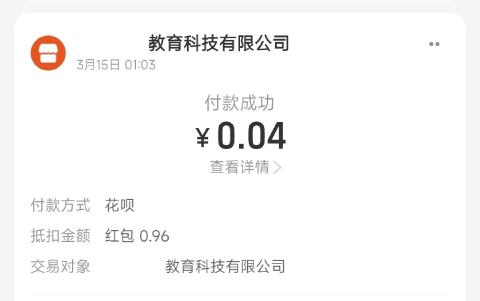 教育科技有限公司
3月15日 01:03
付款成功
¥0.04
查看详情
付款方式 花呗
抵扣金额 红包 0.96
交易对象 教育科技有限公司